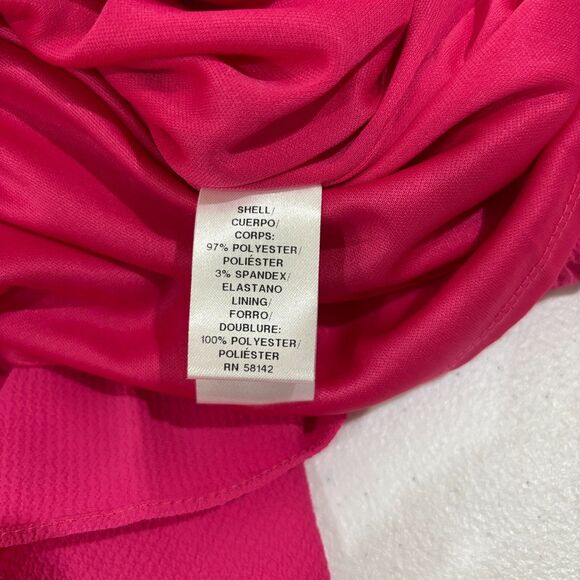 SHELL/
CUERPO/
CORPS:
97% POLYESTER/
POLIÉSTER
3% SPANDEX/
ELASTANO
LINING/
FORRO/
DOUBLURE:
100% POLYESTER/
POLIÉSTER
RN 58142